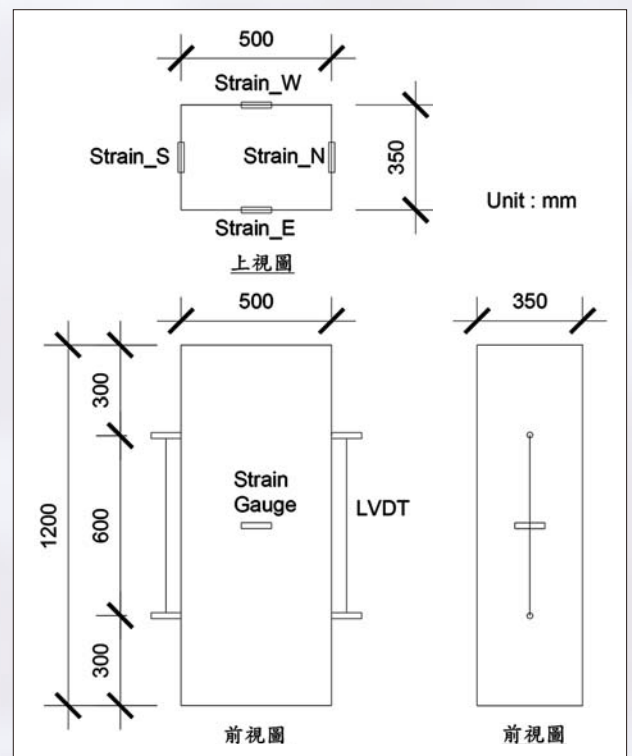 500
Strain_W
Strain_S
Strain_N
350
Unit : mm
Strain_E
上視圖
500
350
300
1200
600
Strain
Gauge
LVDT
300
前視圖
前視圖